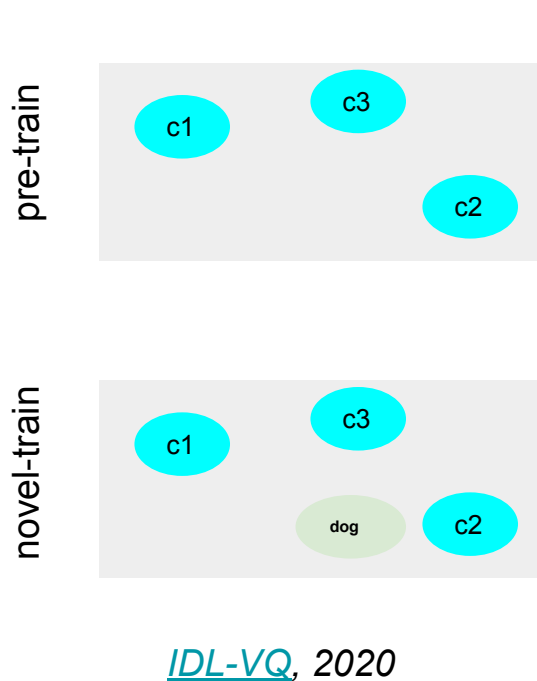 pre-train
c1
c3
c2
novel-train
c1
c3
dog
c2
IDL-VQ, 2020